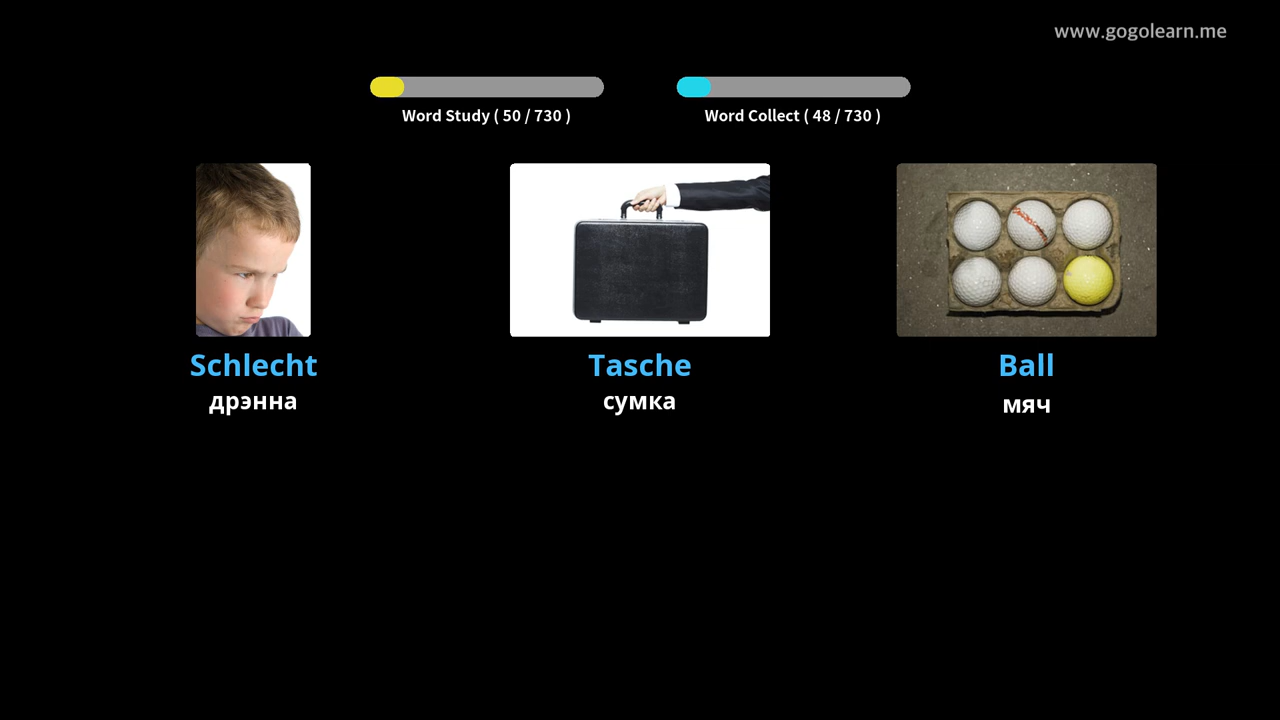 www.gogolearn.me
Word Study ( 50 / 730 )
Word Collect ( 48 / 730 )
Schlecht
дрэнна
Tasche
сумка
Ball
мяч